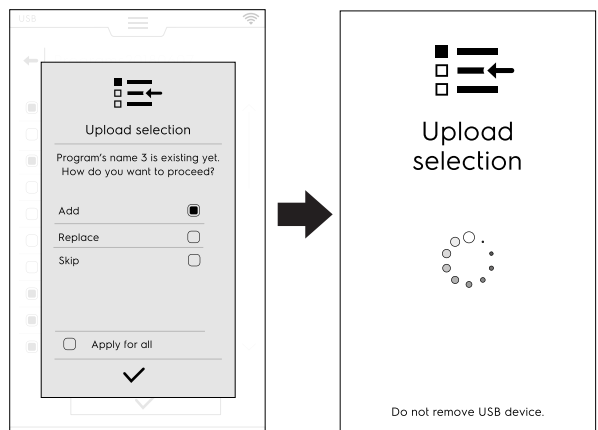 USB
Upload selection
Program's name 3 is existing yet.
How do you want to proceed?
Add
Replace
Skip
Apply for all
Upload
selection
Do not remove USB device.